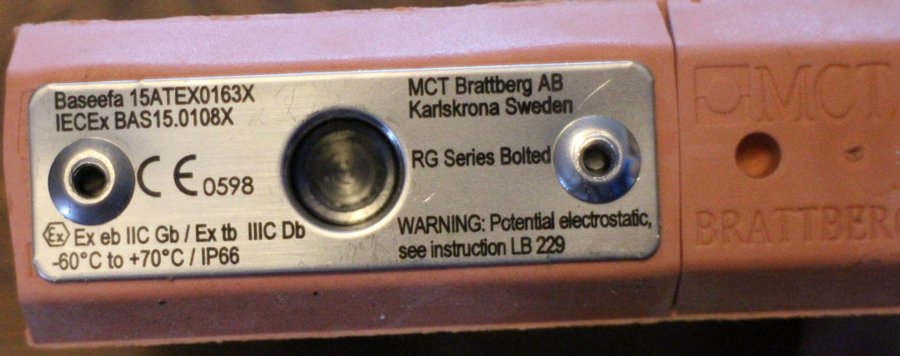 Baseefa 15ATEX0163X
IECEx BAS15.0108X
CE 0598
Ex Ex eb IIC Gb / Ex tb IIIC Db
-60°C to +70°C / IP66
MCT Brattberg AB
Karlskrona Sweden
RG Series Bolted
WARNING: Potential electrostatic,
see instruction LB 229
MCT
BRATTBERG